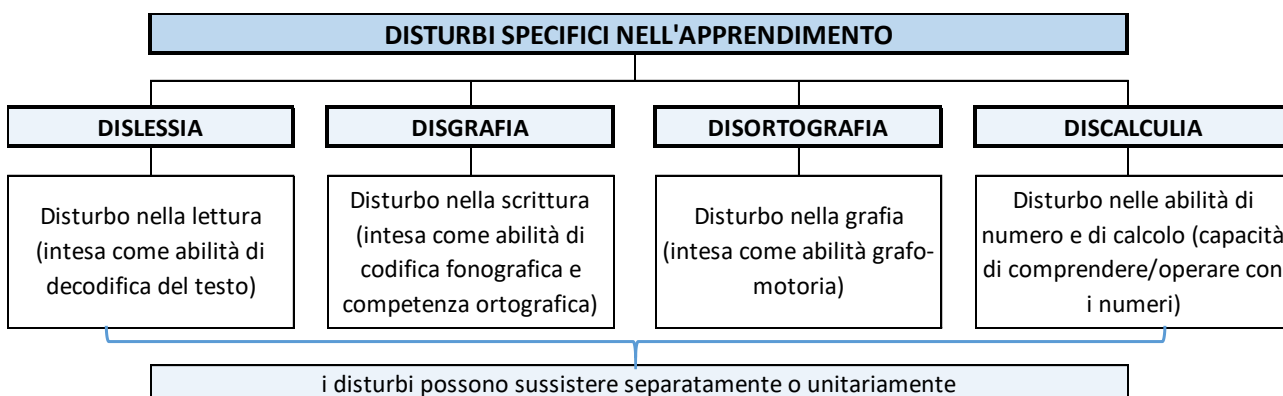 DISTURBI SPECIFICI NELL'APPRENDIMENTO
DISLESSIA
Disturbo nella lettura
(intesa come abilità di
decodifica del testo)
DISGRAFIA
Disturbo nella scrittura
(intesa come abilità di
codifica fonografica e
competenza ortografica)
DISORTOGRAFIA
Disturbo nella grafia
(intesa come abilità grafo-
motoria)
DISCALCULIA
Disturbo nelle abilità di
numero e di calcolo (capacità
di comprendere/operare con
i numeri)
i disturbi possono sussistere separatamente o unitariamente